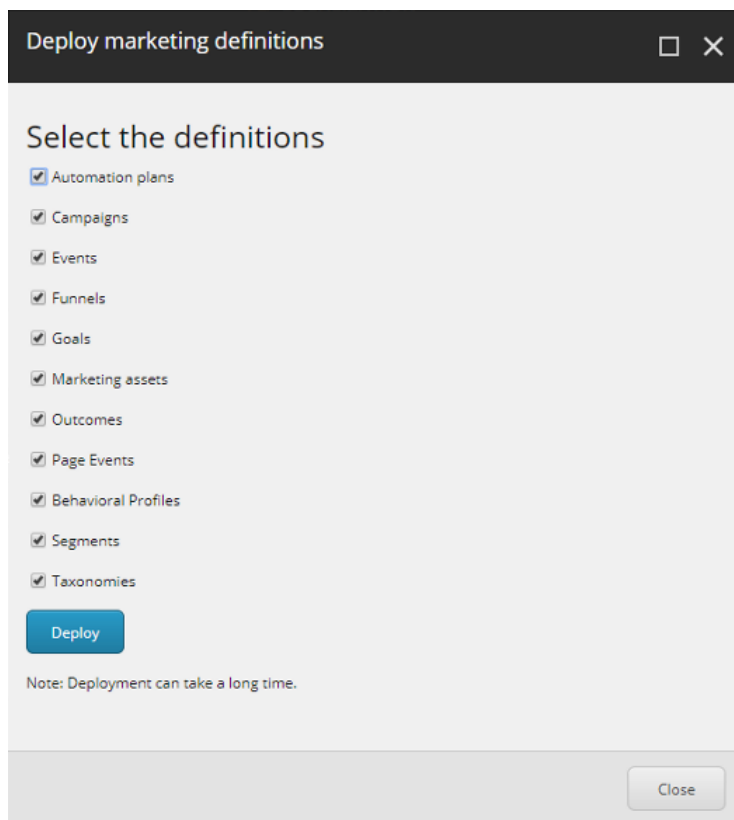 Deploy marketing definitions
Select the definitions
Automation plans
Campaigns
Events
Funnels
Goals
Marketing assets
Outcomes
Page Events
Behavioral Profiles
Segments
Taxonomies
Deploy
Note: Deployment can take a long time.
Close